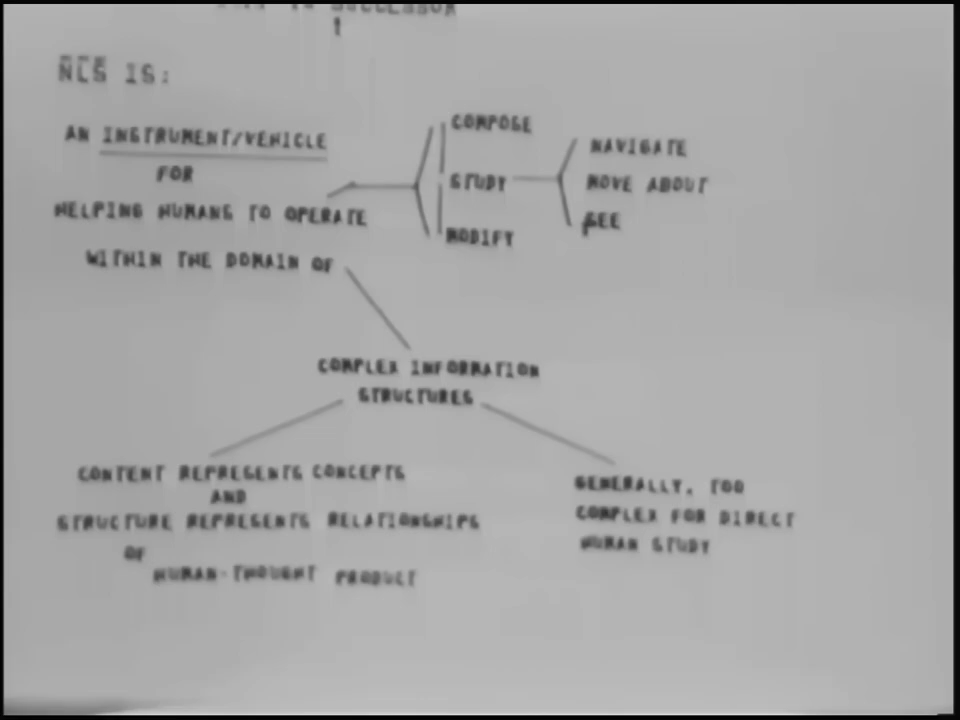 SUCCESSOR
NLS IS:
AN INSTRUMENT/VEHICLE
FOR
HELPING HUMANS TO OPERATE
WITHIN THE DOMAIN OF
COMPOSE
STUDY
MODIFY
NAVIGATE
MOVE ABOUT
SEE
COMPLEX INFORMATION
STRUCTURES
CONTENT REPRESENTS CONCEPTS
AND
STRUCTURE REPRESENTS RELATIONSHIPS
OF
HUMAN-THOUGHT PRODUCT
GENERALLY, TOO
COMPLEX FOR DIRECT
HUMAN STUDY